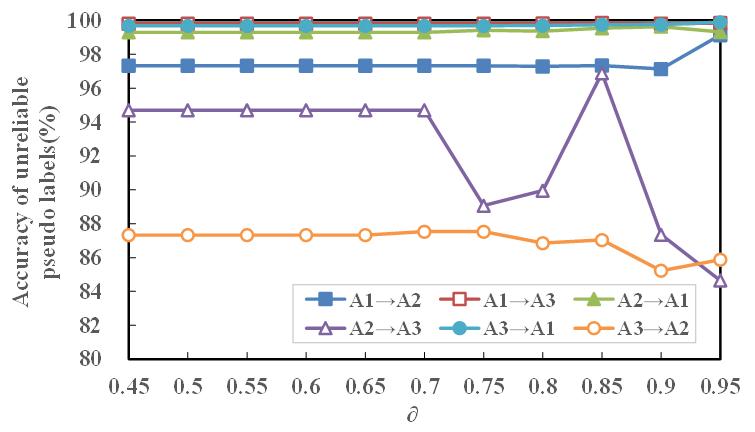 Accuracy of unreliable
pseudo labels(%)
100
98
96
94
92
90
88
86
84
82
80
A1→A2 A1→A3 A2→A1
A2→A3 A3→A1 A3→A2
0.45 0.5 0.55 0.6 0.65 0.7 0.75 0.8 0.85 0.9 0.95
∂